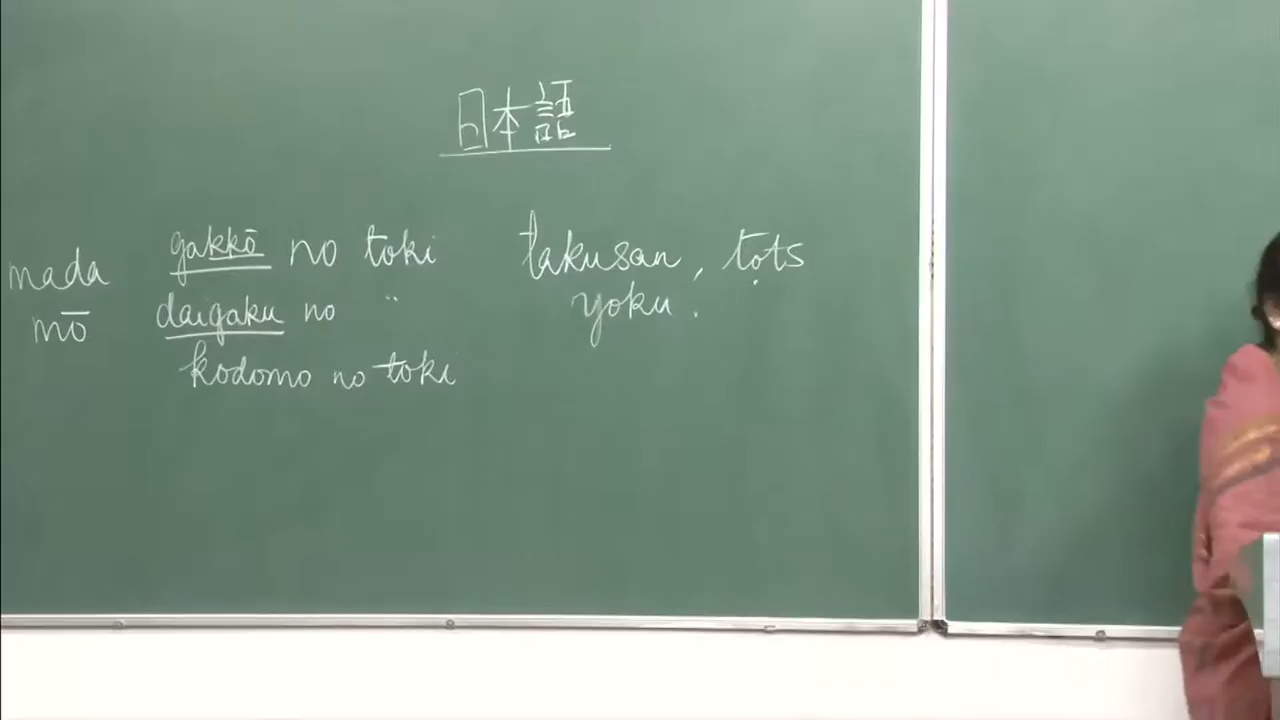 日本語
mada
mō
gakkō no toki
daigaku no "
kodomo no toki
takusan, tots
yoku.